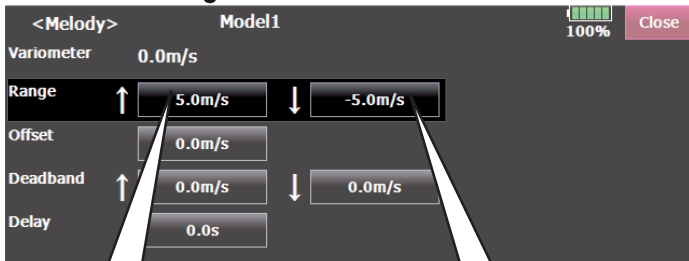 <Melody> Model1 100% Close
Variometer 0.0m/s
Range ↑ 5.0m/s ↓ -5.0m/s
Offset 0.0m/s
Deadband ↑ 0.0m/s ↓ 0.0m/s
Delay 0.0s